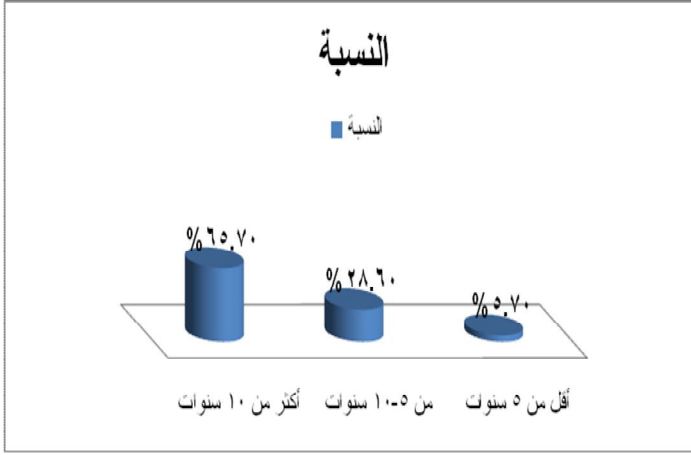 النسبة
النسبة
%٦٥.٧٠
%٢٨.٦٠
%٥.٧٠
أقل من ٥ سنوات
من ٥-١٠ سنوات
أكثر من ١٠ سنوات